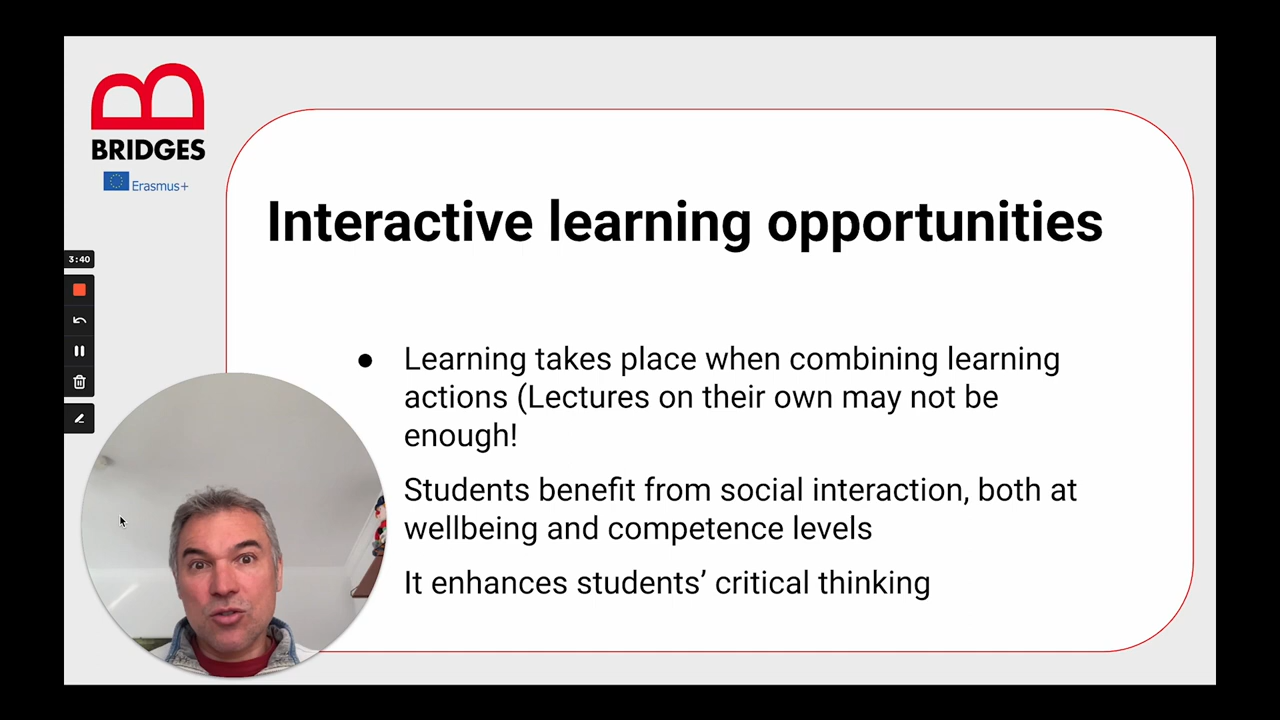 BRIDGES
Erasmus+
Interactive learning opportunities
3:40
● Learning takes place when combining learning
actions (Lectures on their own may not be
enough!
Students benefit from social interaction, both at
wellbeing and competence levels
It enhances students’ critical thinking